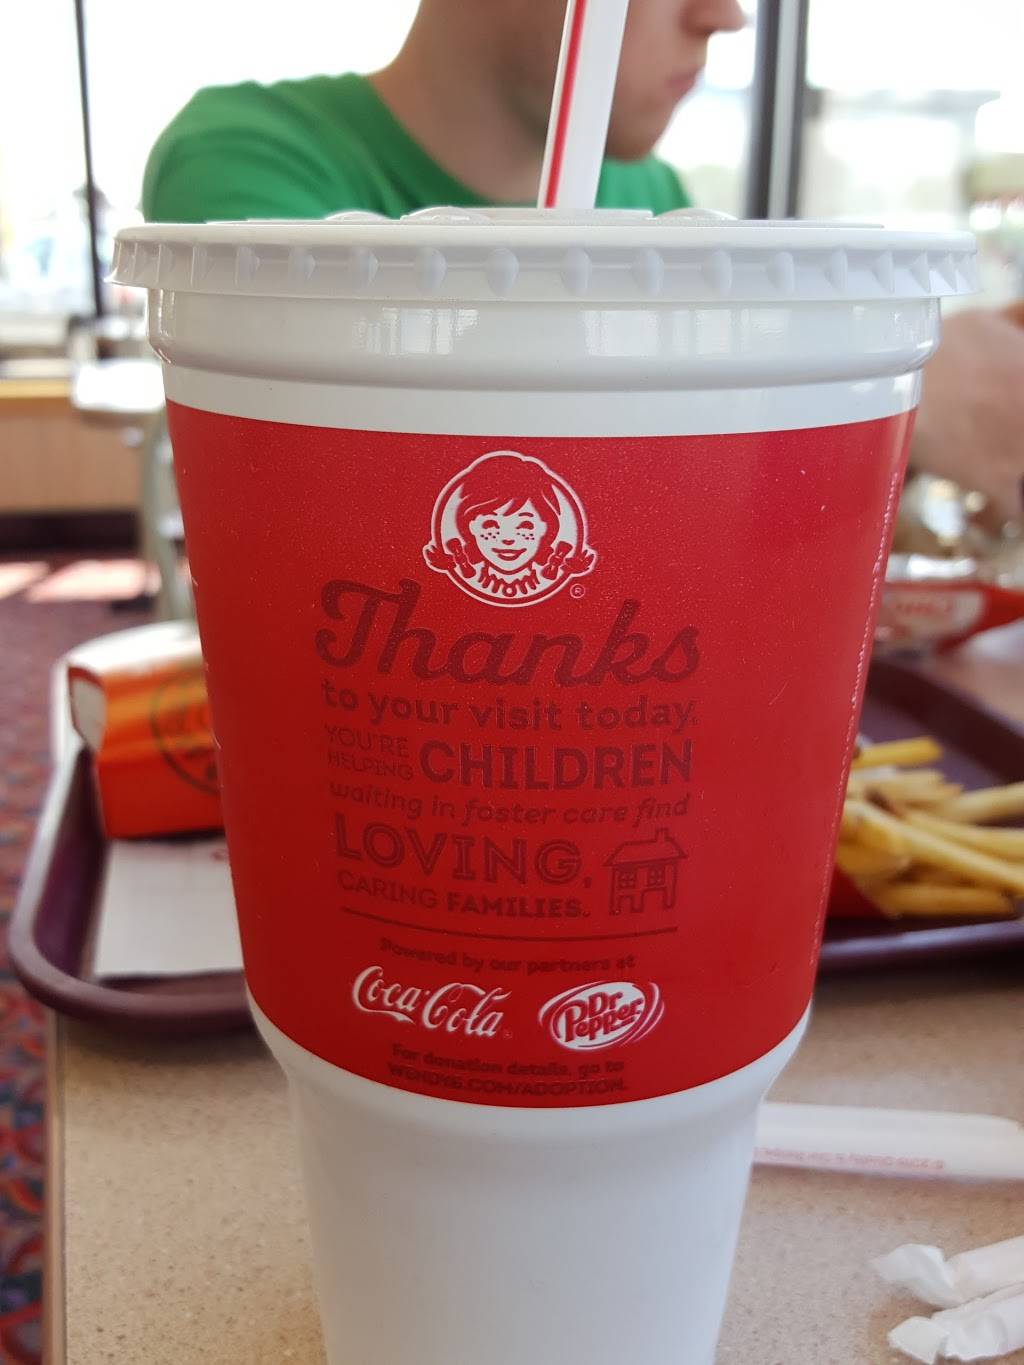 Thanks
to your visit today,
YOU'RE
HELPING CHILDREN
waiting in foster care find
LOVING,
CARING FAMILIES.
Powered by our partners at
Coca-Cola Dr Pepper
For donation details, go to
WENDYS.COM/ADOPTION.